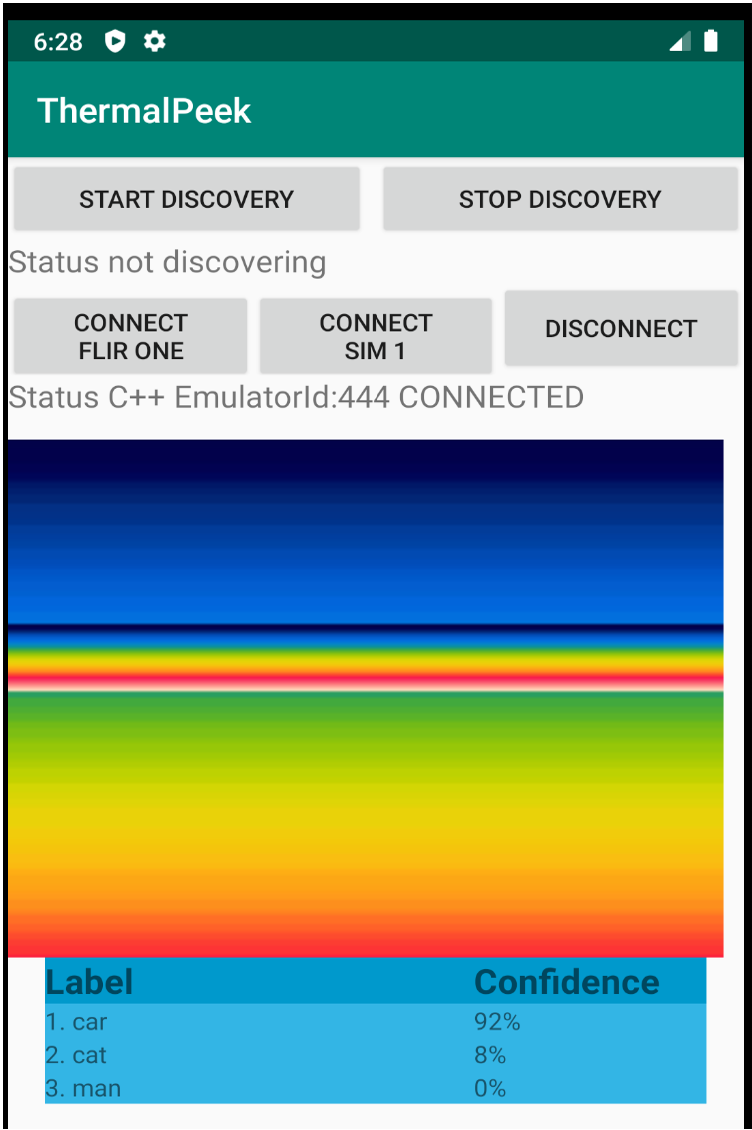 6:28
ThermalPeek
START DISCOVERY STOP DISCOVERY
Status not discovering
CONNECT FLIR ONE
CONNECT SIM 1
DISCONNECT
Status C++ EmulatorId:444 CONNECTED
Label Confidence
1. car 92%
2. cat 8%
3. man 0%